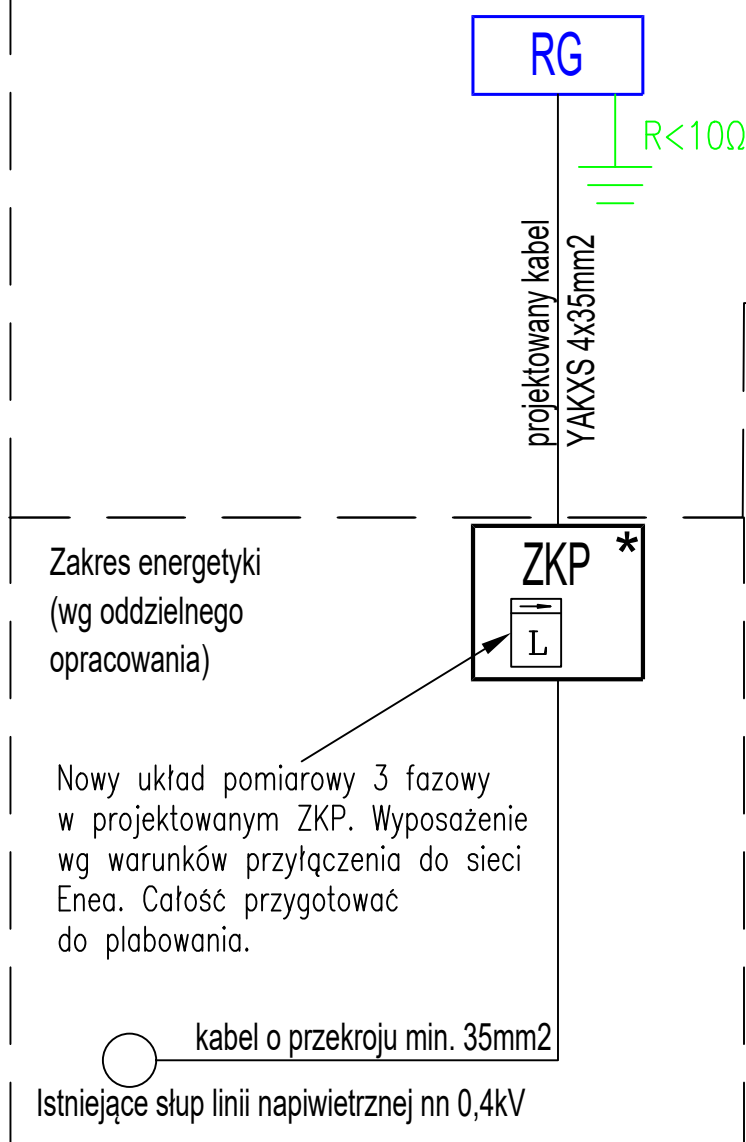 RG
R<10Ω
projektowany kabel
YAKXS 4x35mm2
Zakres energetyki
(wg oddzielnego
opracowania)
ZKP *
L
Nowy układ pomiarowy 3 fazowy
w projektowanym ZKP. Wyposażenie
wg warunków przyłączenia do sieci
Enea. Całość przygotować
do plabowania.
kabel o przekroju min. 35mm2
Istniejące słup linii napiwietrznej nn 0,4kV